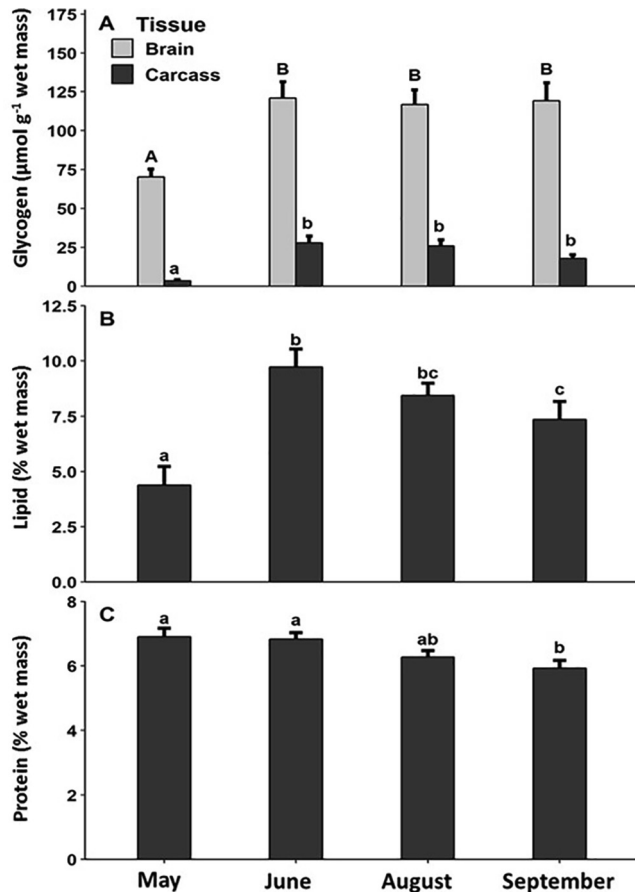 A Tissue
Brain
Carcass
Glycogen (µmol g⁻¹ wet mass)
175
150
125
100
75
50
25
0
A
a
B
b
B
b
B
b
B
Lipid (% wet mass)
12.5
10.0
7.5
5.0
2.5
0.0
a
b
bc
c
C
Protein (% wet mass)
8
6
4
2
0
a
a
ab
b
May June August September